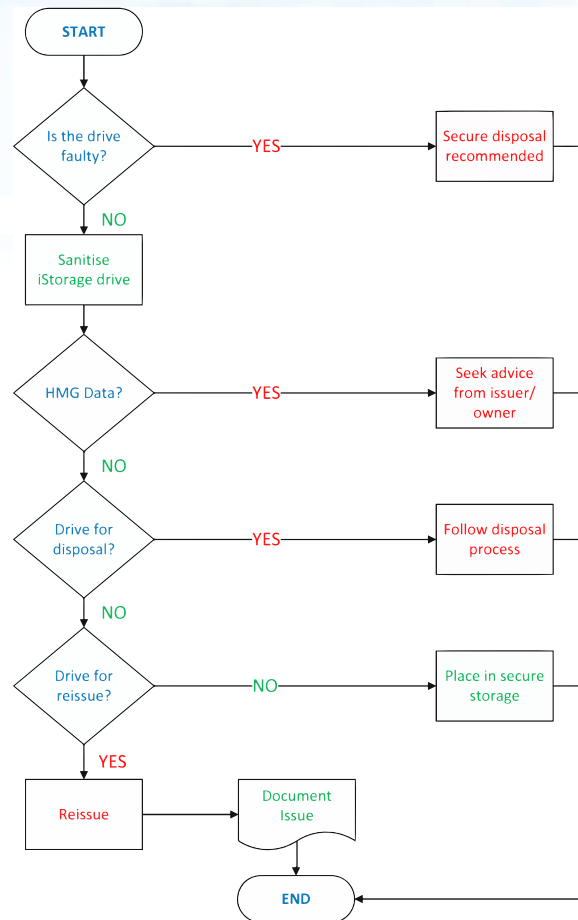 START
Is the drive
faulty?
YES
Secure disposal
recommended
NO
Sanitise
iStorage drive
HMG Data?
YES
Seek advice
from issuer/
owner
NO
Drive for
disposal?
YES
Follow disposal
process
NO
Drive for
reissue?
NO
Place in secure
storage
YES
Reissue
Document
Issue
END